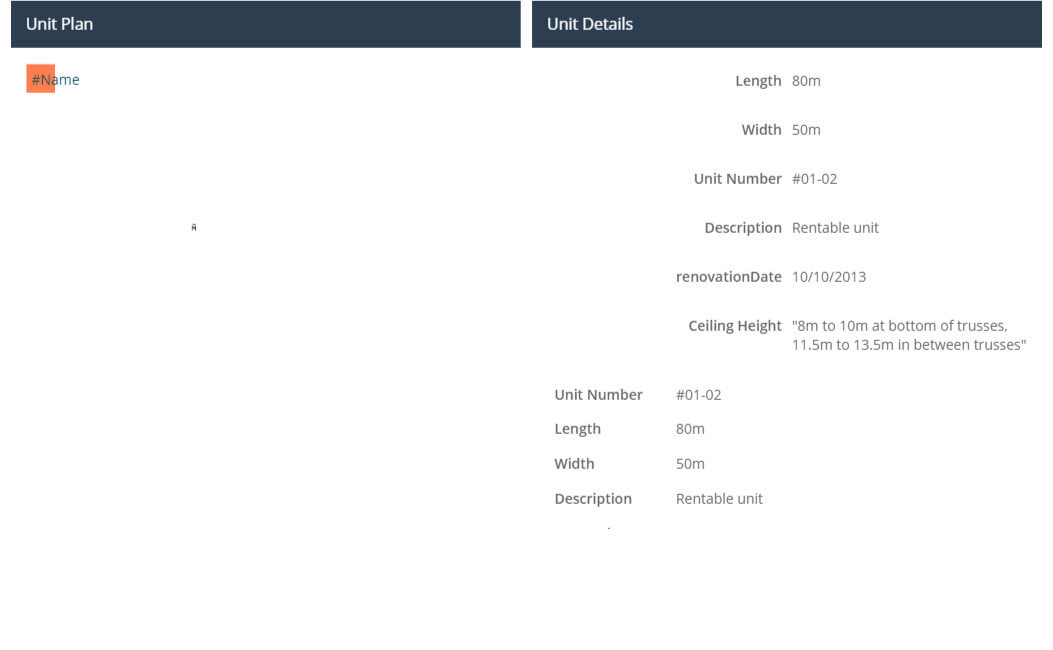 Unit Plan
#Name
Unit Details
Length 80m
Width 50m
Unit Number #01-02
Description Rentable unit
renovationDate 10/10/2013
Ceiling Height "8m to 10m at bottom of trusses,
11.5m to 13.5m in between trusses"
Unit Number #01-02
Length 80m
Width 50m
Description Rentable unit